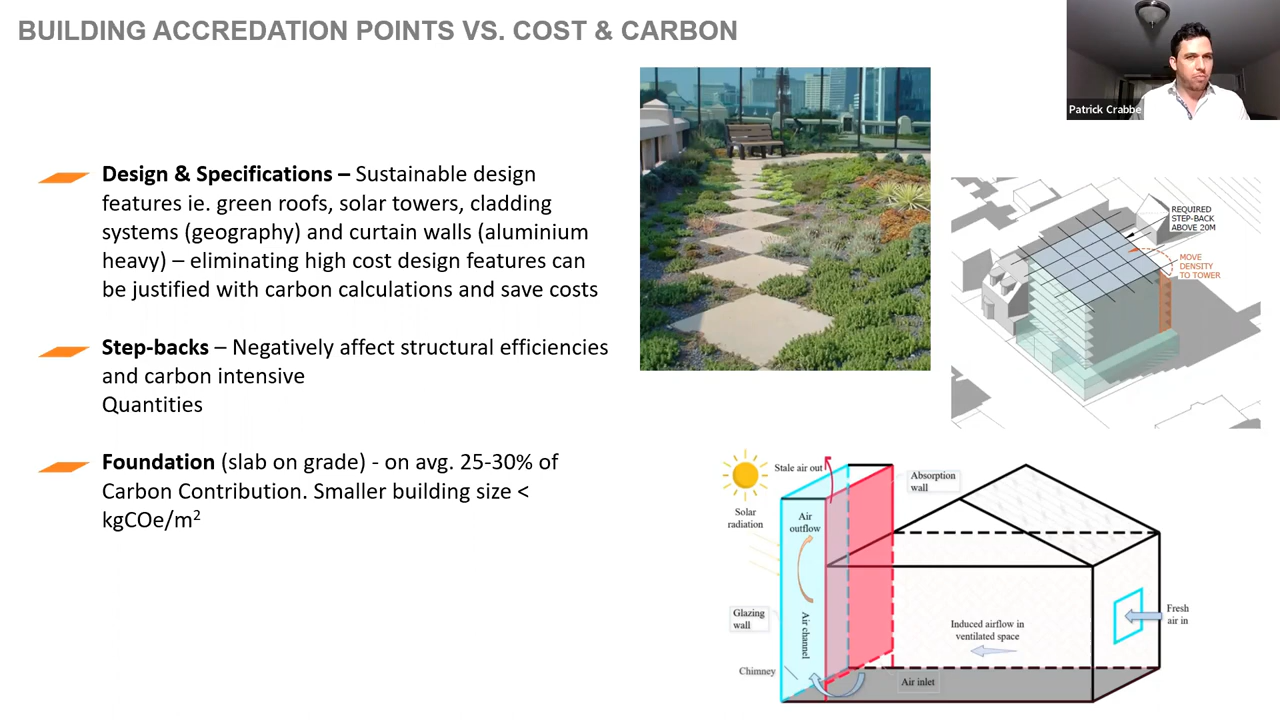 BUILDING ACCREDATION POINTS VS. COST & CARBON
Patrick Crabbe
Design & Specifications – Sustainable design
features ie. green roofs, solar towers, cladding
systems (geography) and curtain walls (aluminium
heavy) – eliminating high cost design features can
be justified with carbon calculations and save costs
Step-backs – Negatively affect structural efficiencies
and carbon intensive
Quantities
Foundation (slab on grade) - on avg. 25-30% of
Carbon Contribution. Smaller building size <
kgCOe/m²
REQUIRED
STEP-BACK
ABOVE 20M
MOVE
DENSITY
TO TOWER
Stale air out
Absorption
wall
Solar
radiation
Air
outflow
Glazing
wall
Air channel
Induced airflow in
ventilated space
Fresh
air in
Chimney
Air inlet